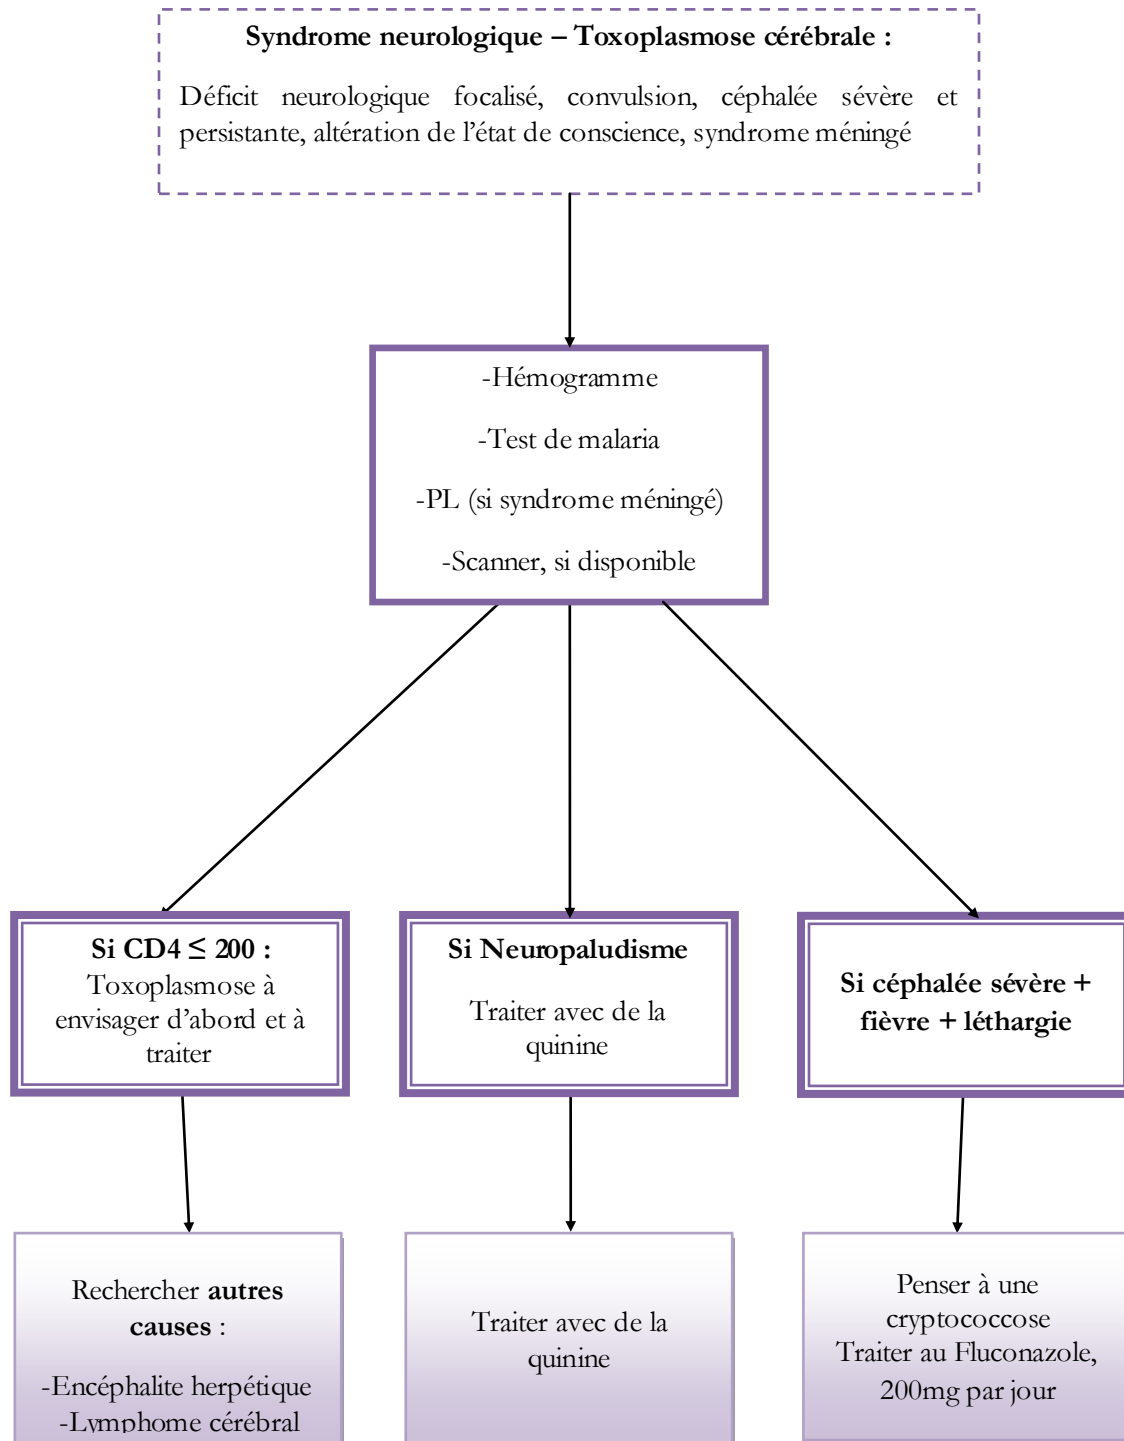 Syndrome neurologique – Toxoplasmose cérébrale :
Déficit neurologique focalisé, convulsion, céphalée sévère et
persistante, altération de l’état de conscience, syndrome méningé
-Hémogramme
-Test de malaria
-PL (si syndrome méningé)
-Scanner, si disponible
Si CD4 ≤ 200 :
Toxoplasmose à
envisager d’abord et à
traiter
Si Neuropaludisme
Traiter avec de la
quinine
Si céphalée sévère +
fièvre + léthargie
Rechercher autres
causes :
-Encéphalite herpétique
-Lymphome cérébral
Traiter avec de la
quinine
Penser à une
cryptococcose
Traiter au Fluconazole,
200mg par jour